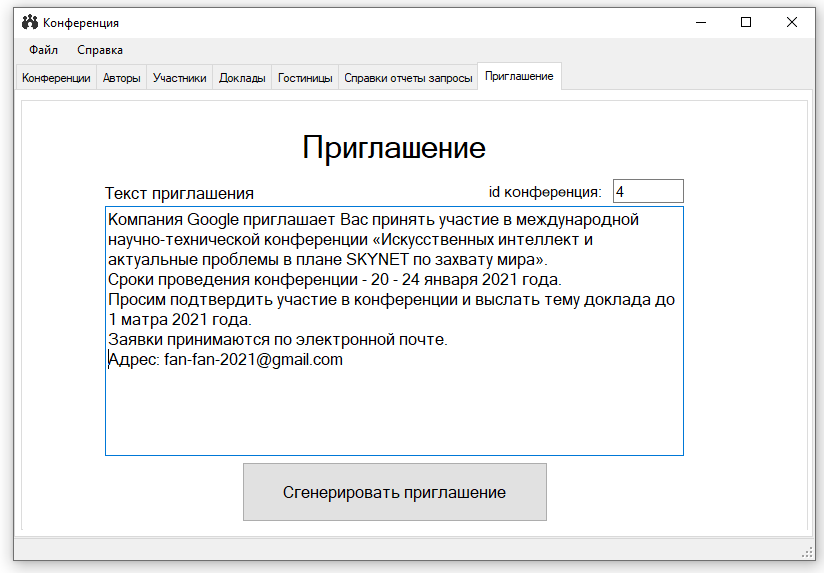 Конференция
Файл Справка
Конференции Авторы Участники Доклады Гостиницы Справки отчеты запросы Приглашение
Приглашение
Текст приглашения id конференция: 4
Компания Google приглашает Вас принять участие в международной
научно-технической конференции «Искусственных интеллект и
актуальные проблемы в плане SKYNET по захвату мира».
Сроки проведения конференции - 20 - 24 января 2021 года.
Просим подтвердить участие в конференции и выслать тему доклада до
1 матра 2021 года.
Заявки принимаются по электронной почте.
Адрес: fan-fan-2021@gmail.com
Сгенерировать приглашение